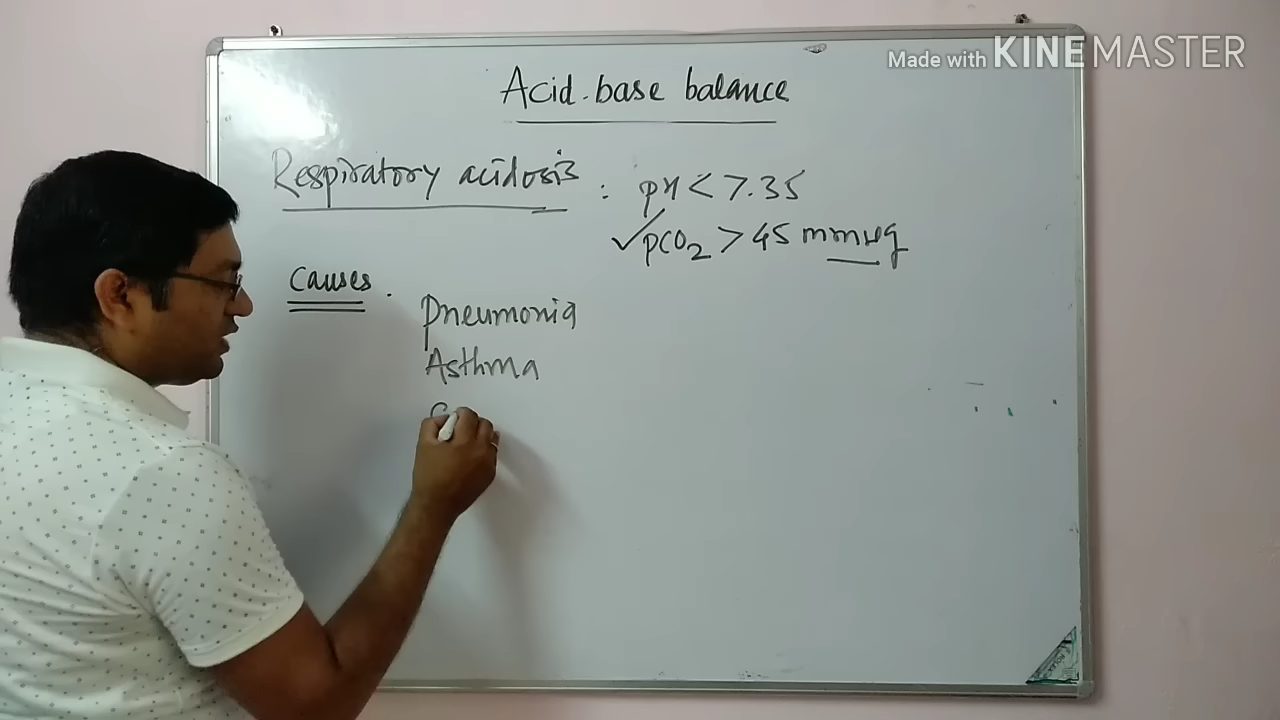 Made with KINEMASTER
Acid-base balance
Respiratory acidosis : pH < 7.35
✓pCO₂ > 45 mmHg
Causes.
Pneumonia
Asthma